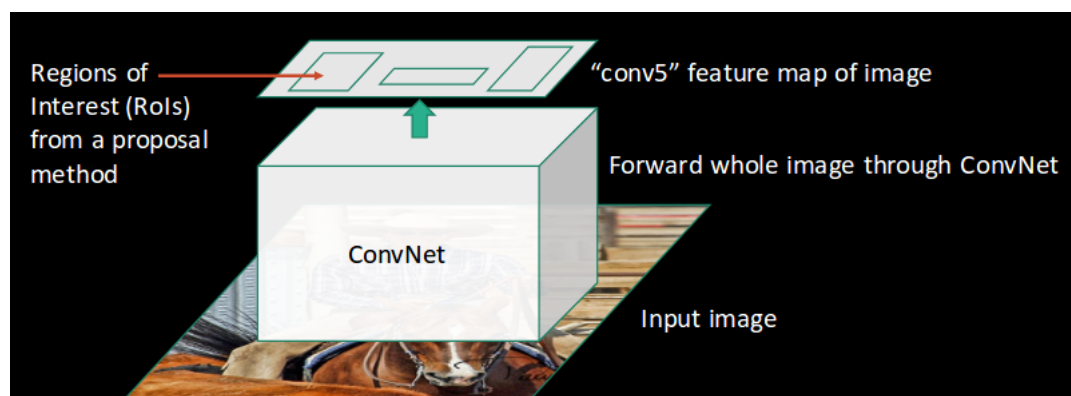 Regions of
Interest (RoIs)
from a proposal
method
“conv5” feature map of image
Forward whole image through ConvNet
ConvNet
Input image